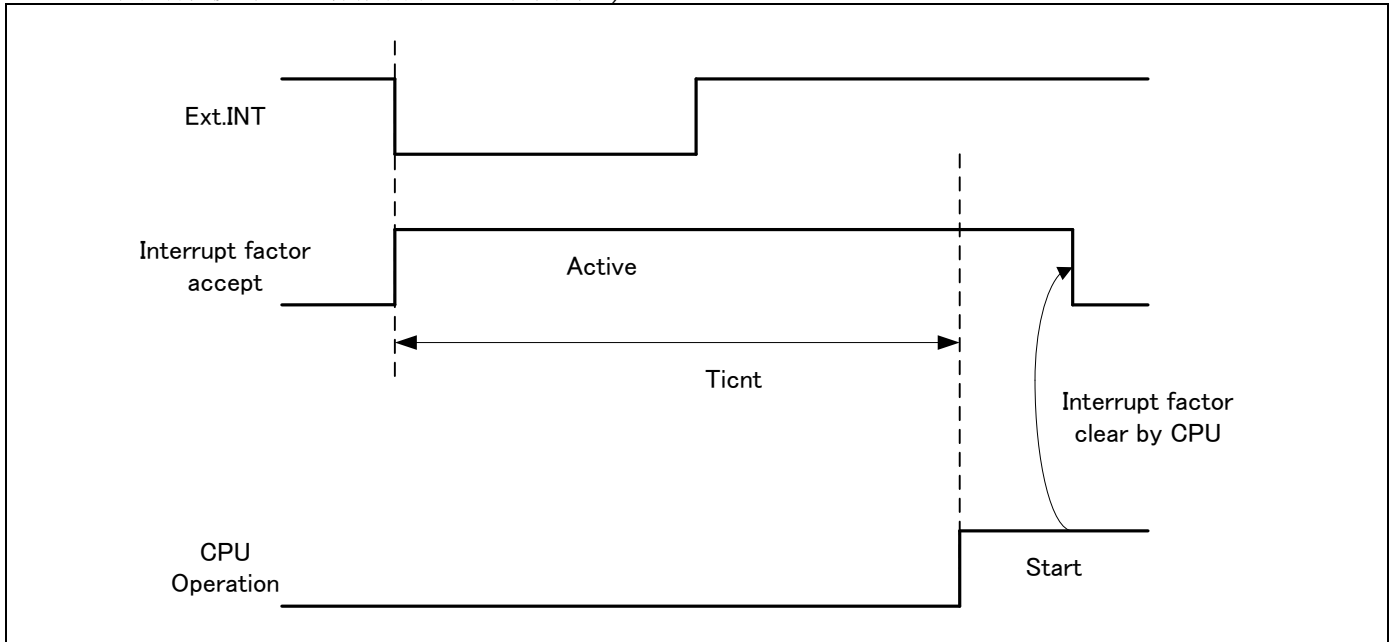 Ext.INT
Interrupt factor
accept
Active
Ticnt
Interrupt factor
clear by CPU
CPU
Operation
Start